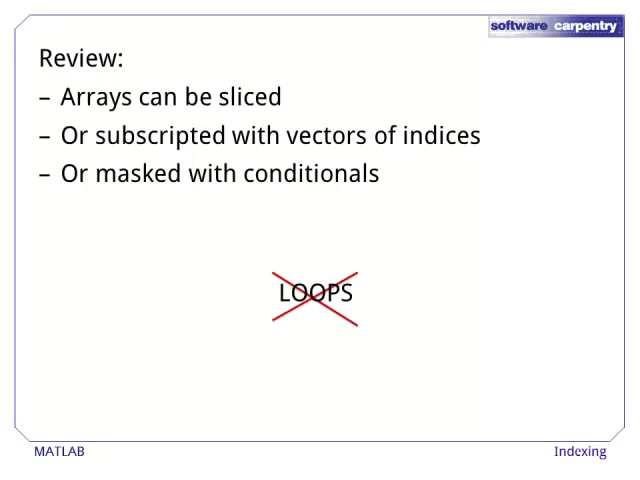 software carpentry
Review:
– Arrays can be sliced
– Or subscripted with vectors of indices
– Or masked with conditionals
LOOPS
MATLAB
Indexing